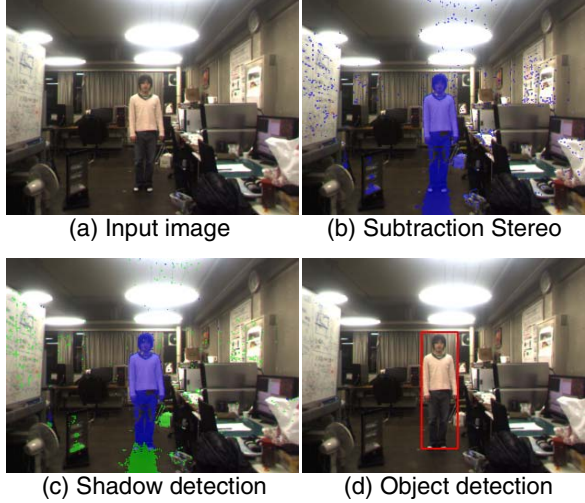 (a) Input image
(b) Subtraction Stereo
(c) Shadow detection
(d) Object detection